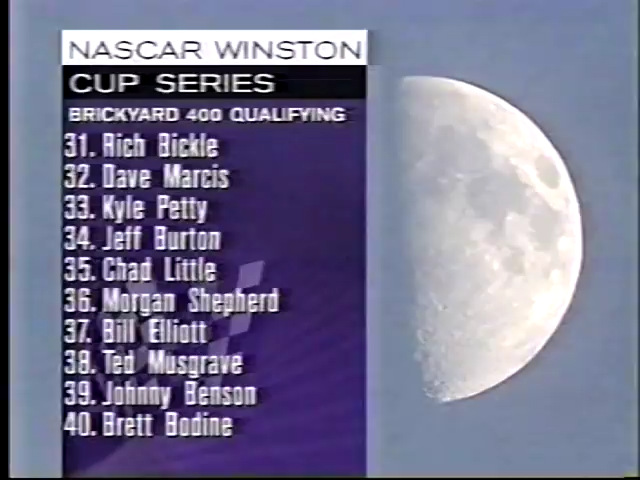 NASCAR WINSTON
CUP SERIES
BRICKYARD 400 QUALIFYING
31. Rich Bickle
32. Dave Marcis
33. Kyle Petty
34. Jeff Burton
35. Chad Little
36. Morgan Shepherd
37. Bill Elliott
38. Ted Musgrave
39. Johnny Benson
40. Brett Bodine